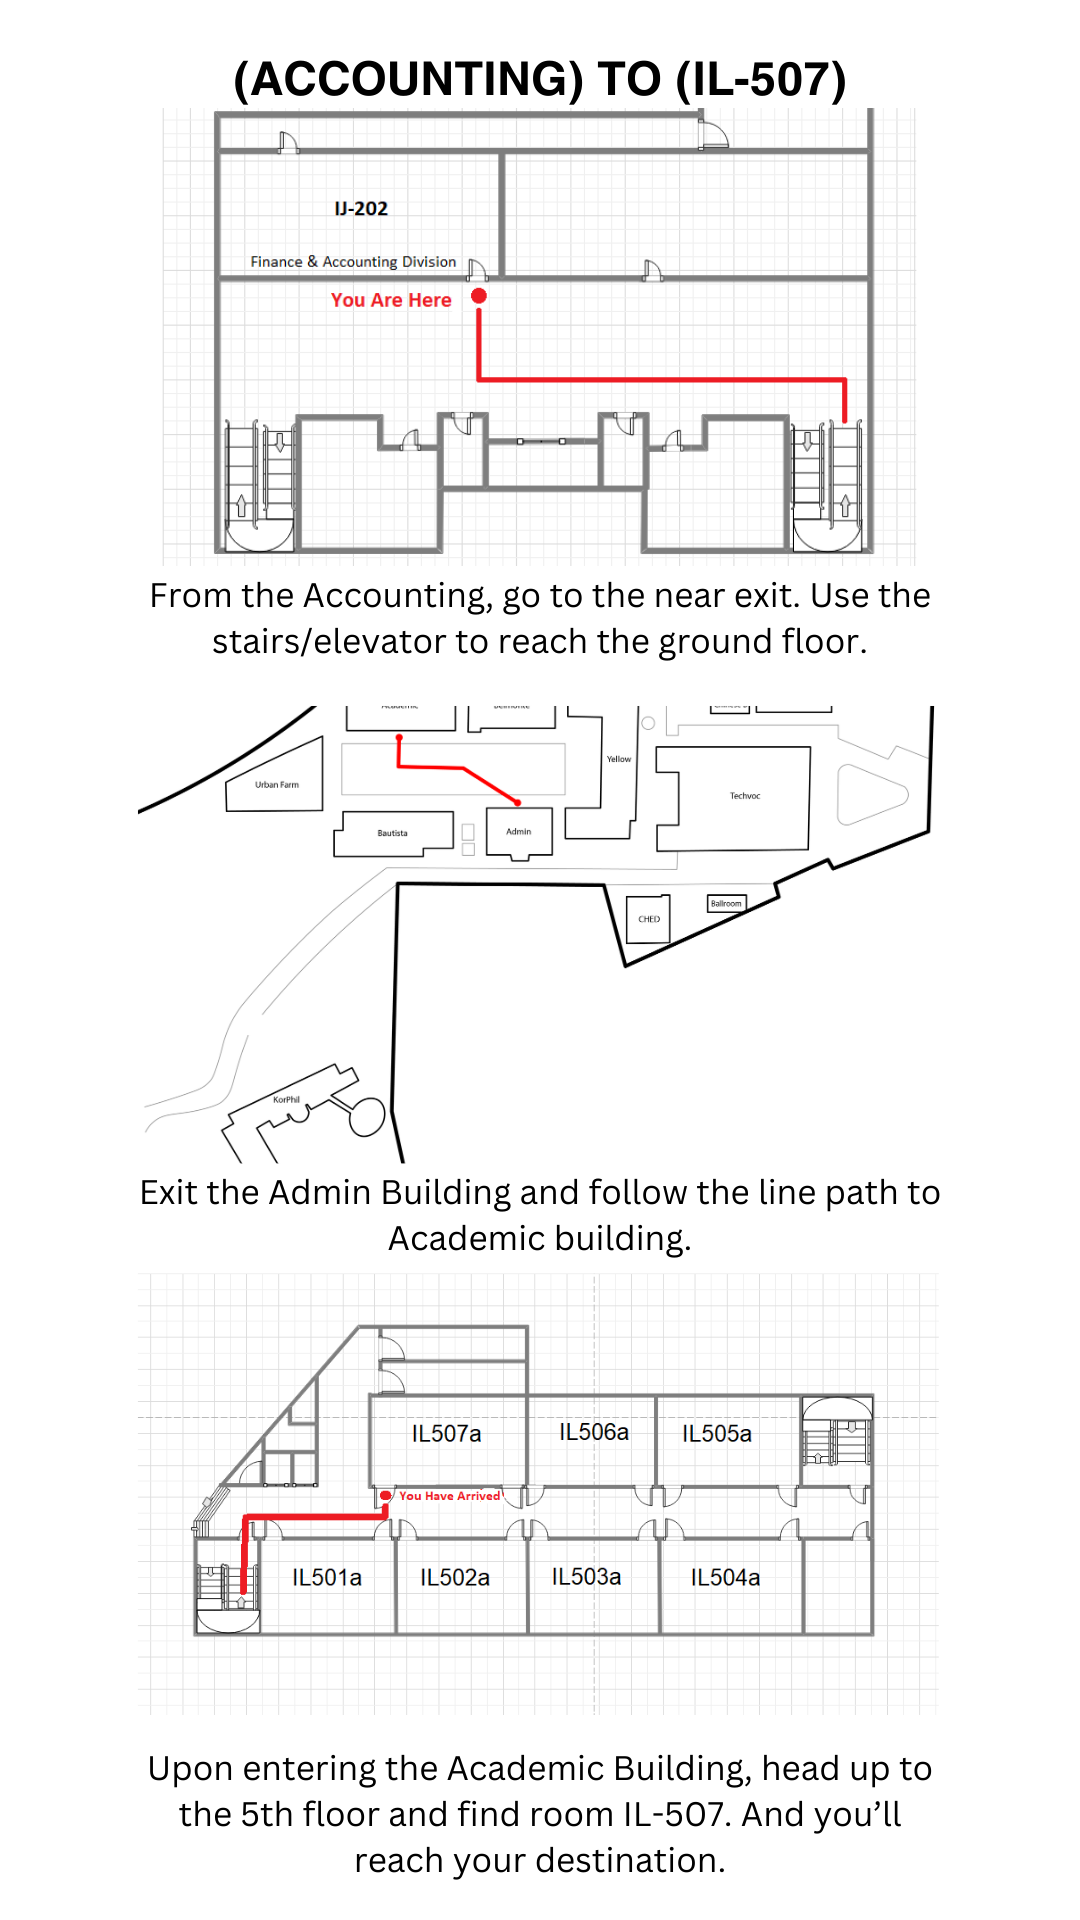 (ACCOUNTING) TO (IL-507)
IJ-202
Finance & Accounting Division
You Are Here
From the Accounting, go to the near exit. Use the
stairs/elevator to reach the ground floor.
Academic
Belmonte
Yellow
Urban Farm
Techvoc
Bautista
Admin
CHED
Ballroom
KorPhil
Exit the Admin Building and follow the line path to
Academic building.
IL507a
IL506a
IL505a
You Have Arrived
IL501a
IL502a
IL503a
IL504a
Upon entering the Academic Building, head up to
the 5th floor and find room IL-507. And you’ll
reach your destination.